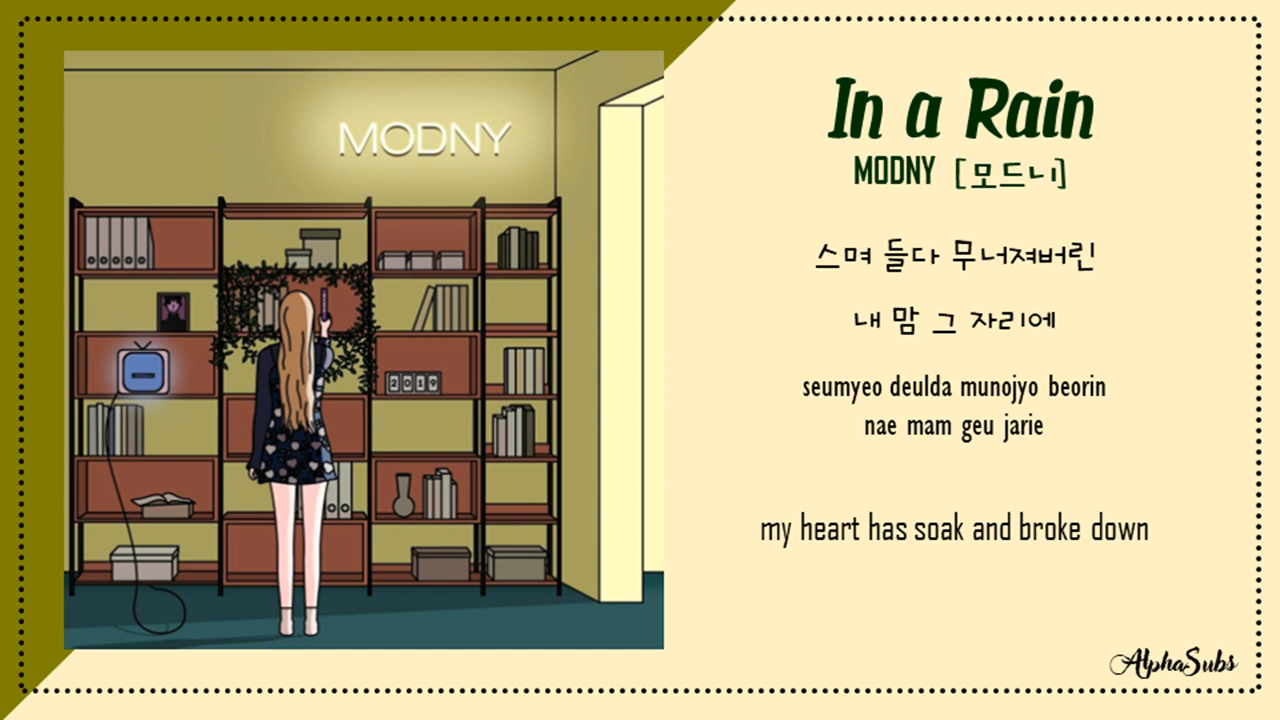 MODNY
2019
In a Rain
MODNY [모드니]
스며 들다 무너져버린
내 맘 그 자리에
seumyeo deulda munojyo beorin
nae mam geu jarie
my heart has soak and broke down
AlphaSubs